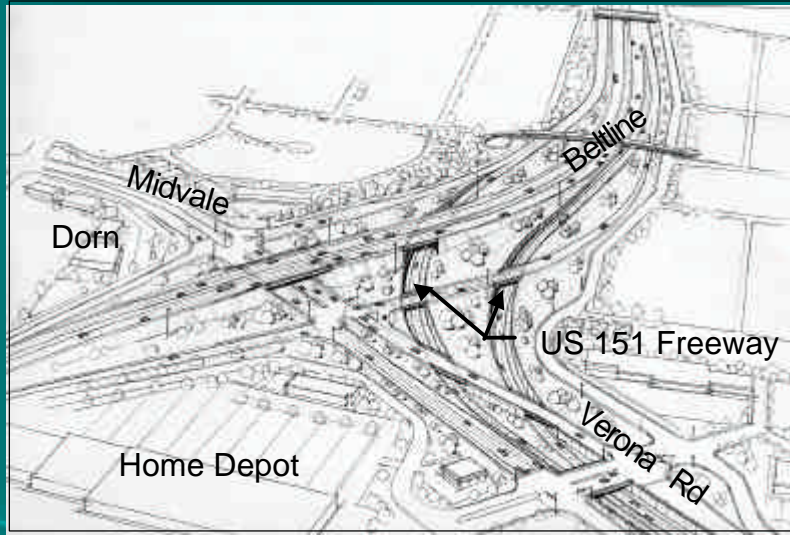 Beltline
Midvale
Dorn
US 151 Freeway
Verona Rd
Home Depot